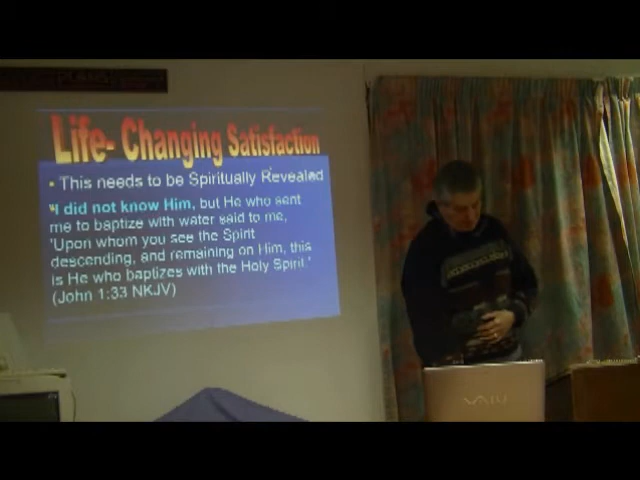 Life- Changing Satisfaction
• This needs to be Spiritually Revealed
"I did not know Him, but He who sent
me to baptize with water said to me,
'Upon whom you see the Spirit
descending, and remaining on Him, this
is He who baptizes with the Holy Spirit.'
(John 1:33 NKJV)
VAIO